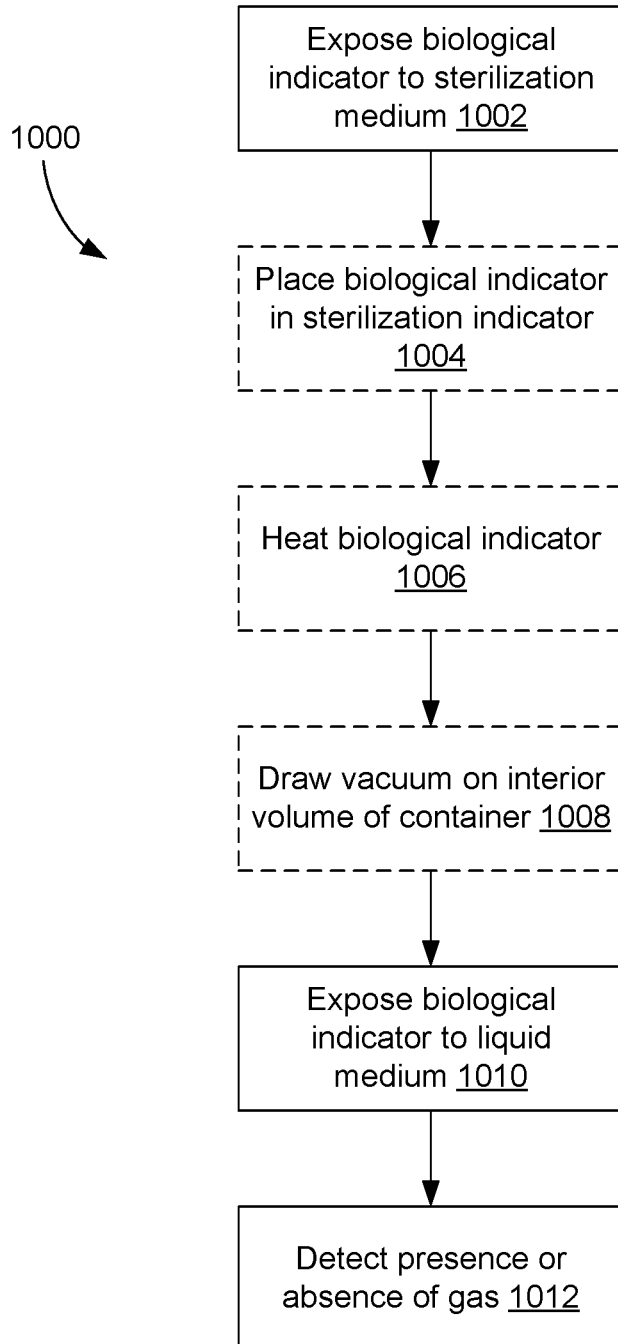 Expose biological
indicator to sterilization
medium 1002
1000
Place biological indicator
in sterilization indicator
1004
Heat biological indicator
1006
Draw vacuum on interior
volume of container 1008
Expose biological
indicator to liquid
medium 1010
Detect presence or
absence of gas 1012